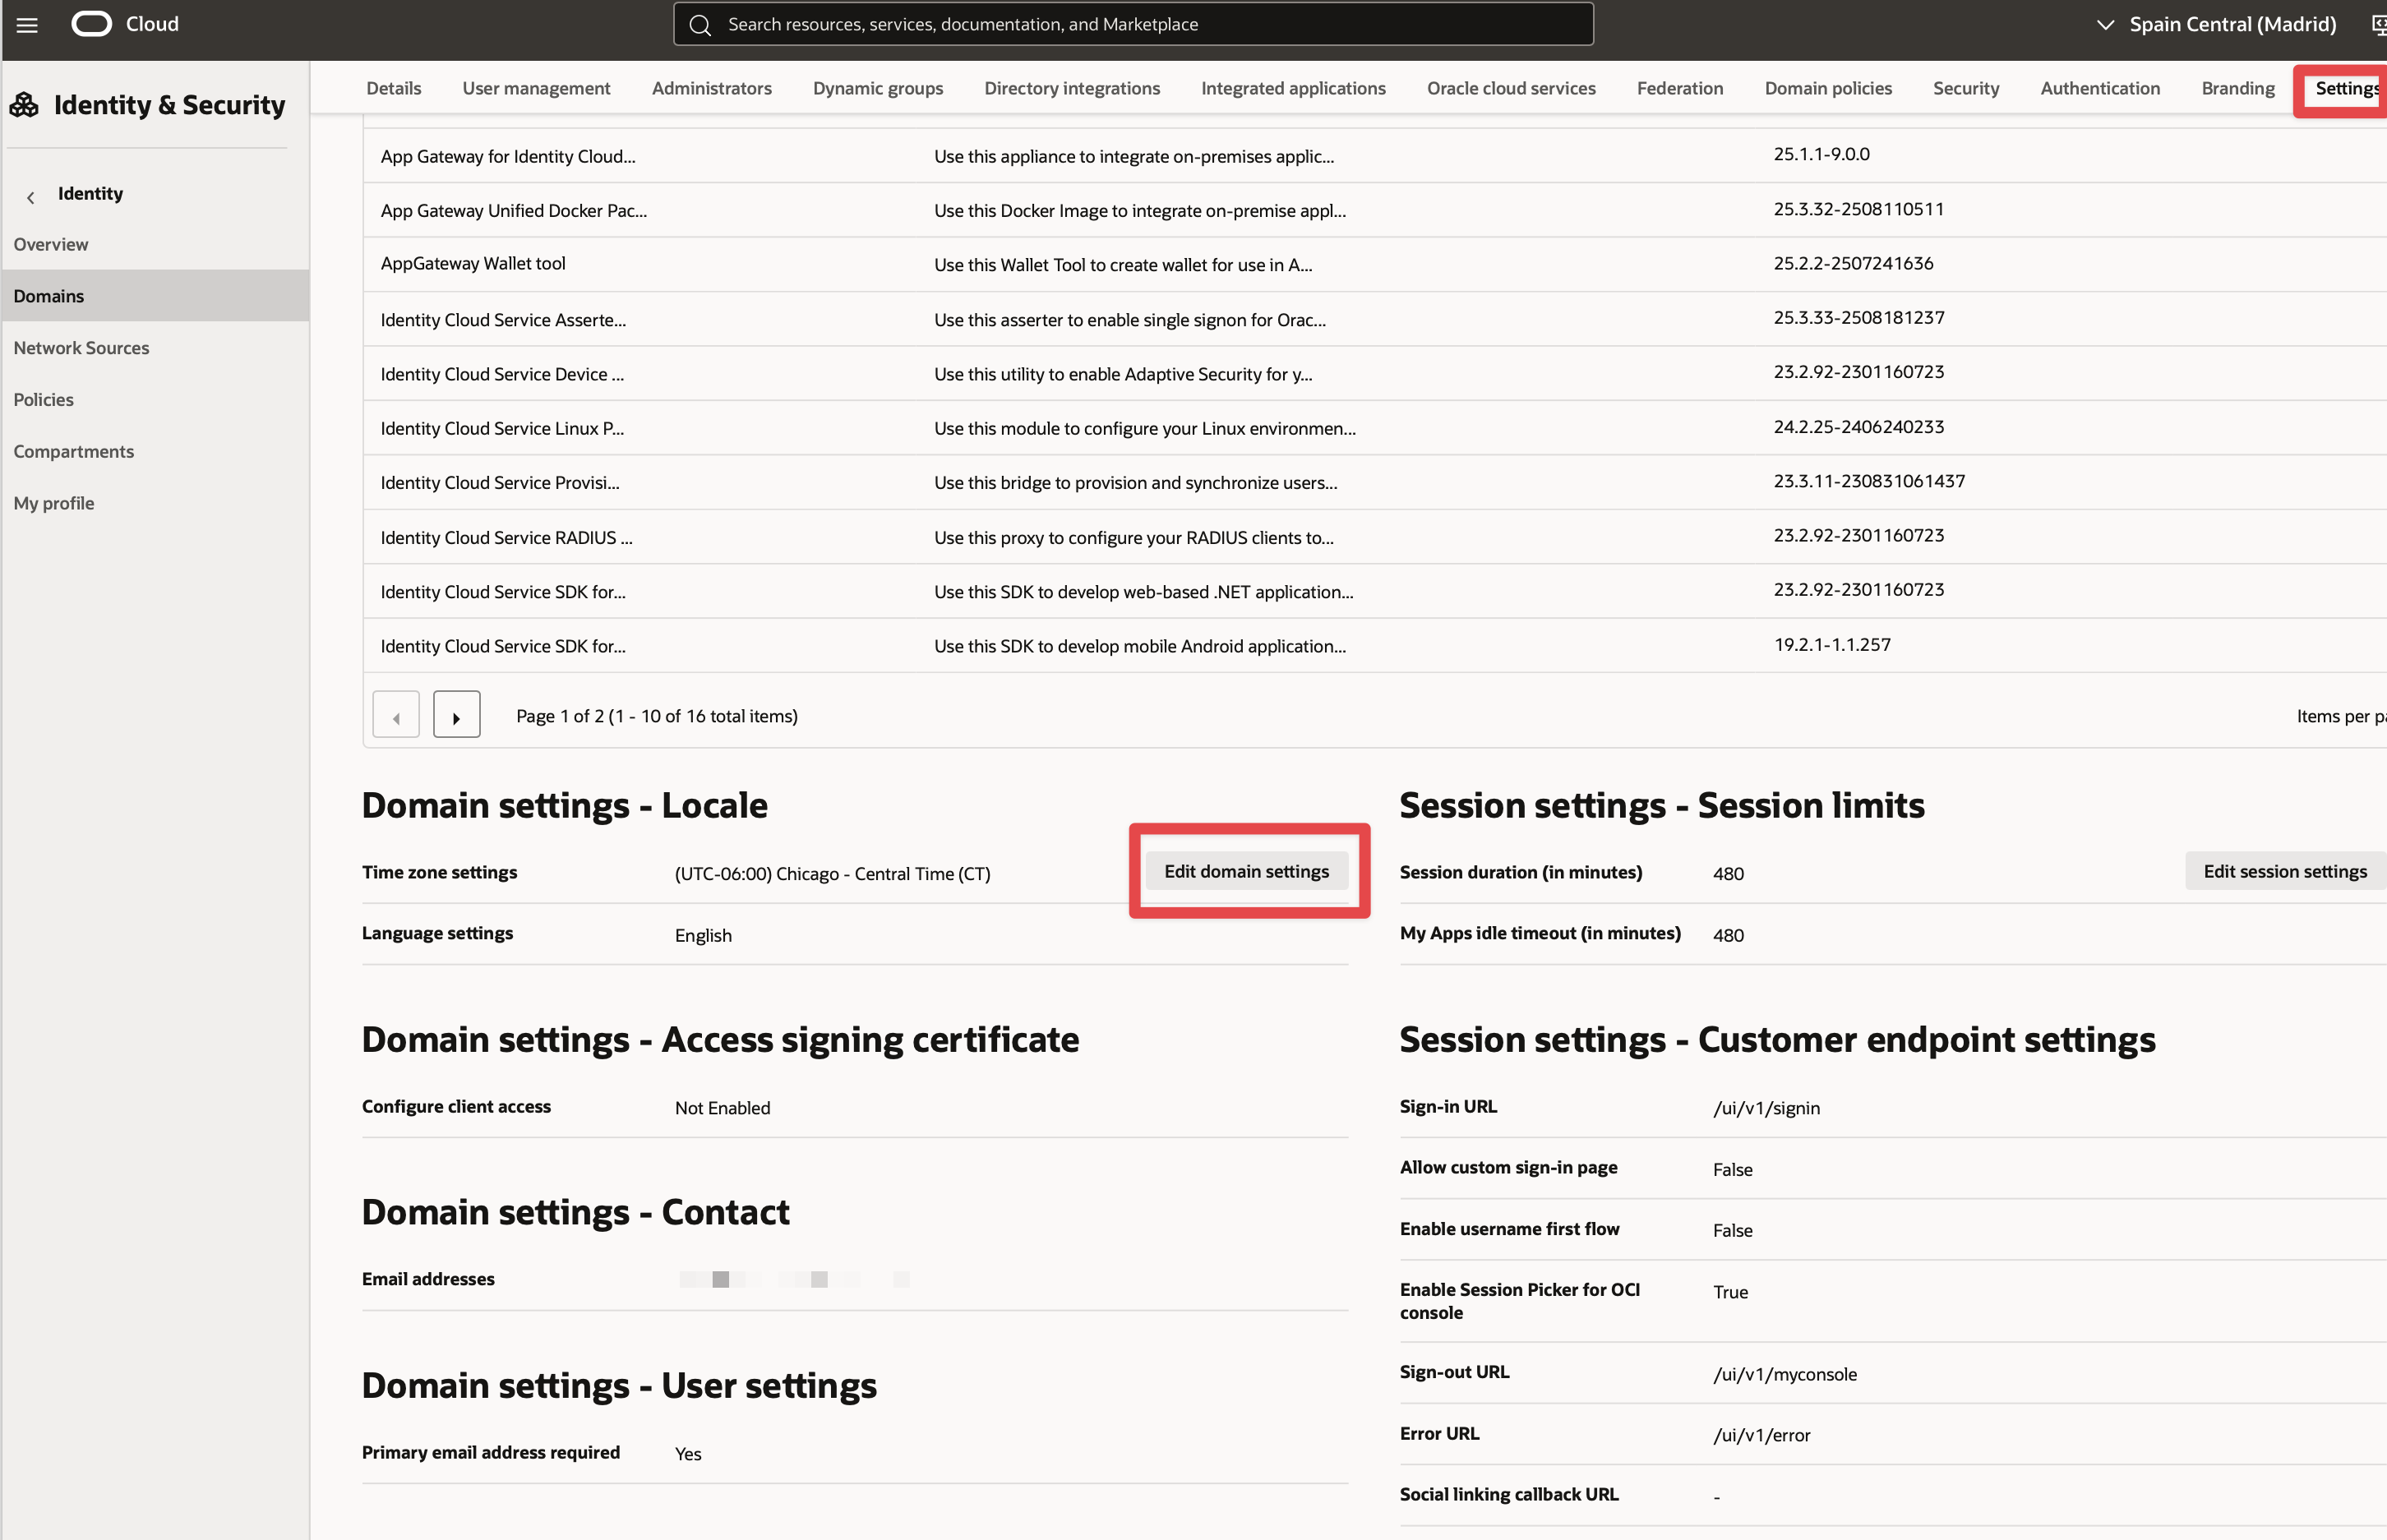 Cloud
Search resources, services, documentation, and Marketplace
Spain Central (Madrid)
Identity & Security
Identity
Overview
Domains
Network Sources
Policies
Compartments
My profile
Details User management Administrators Dynamic groups Directory integrations Integrated applications Oracle cloud services Federation Domain policies Security Authentication Branding Settings
App Gateway for Identity Cloud... Use this appliance to integrate on-premises applic... 25.1.1-9.0.0
App Gateway Unified Docker Pac... Use this Docker Image to integrate on-premise appl... 25.3.32-2508110511
AppGateway Wallet tool Use this Wallet Tool to create wallet for use in A... 25.2.2-2507241636
Identity Cloud Service Asserte... Use this asserter to enable single signon for Orac... 25.3.33-2508181237
Identity Cloud Service Device ... Use this utility to enable Adaptive Security for y... 23.2.92-2301160723
Identity Cloud Service Linux P... Use this module to configure your Linux environmen... 24.2.25-2406240233
Identity Cloud Service Provisi... Use this bridge to provision and synchronize users... 23.3.11-230831061437
Identity Cloud Service RADIUS ... Use this proxy to configure your RADIUS clients to... 23.2.92-2301160723
Identity Cloud Service SDK for... Use this SDK to develop web-based .NET application... 23.2.92-2301160723
Identity Cloud Service SDK for... Use this SDK to develop mobile Android application... 19.2.1-1.1.257
Page 1 of 2 (1 - 10 of 16 total items) Items per pa
Domain settings - Locale
Time zone settings (UTC-06:00) Chicago - Central Time (CT) Edit domain settings
Language settings English
Domain settings - Access signing certificate
Configure client access Not Enabled
Domain settings - Contact
Email addresses
Domain settings - User settings
Primary email address required Yes
Session settings - Session limits
Session duration (in minutes) 480 Edit session settings
My Apps idle timeout (in minutes) 480
Session settings - Customer endpoint settings
Sign-in URL /ui/v1/signin
Allow custom sign-in page False
Enable username first flow False
Enable Session Picker for OCI True
console
Sign-out URL /ui/v1/myconsole
Error URL /ui/v1/error
Social linking callback URL -